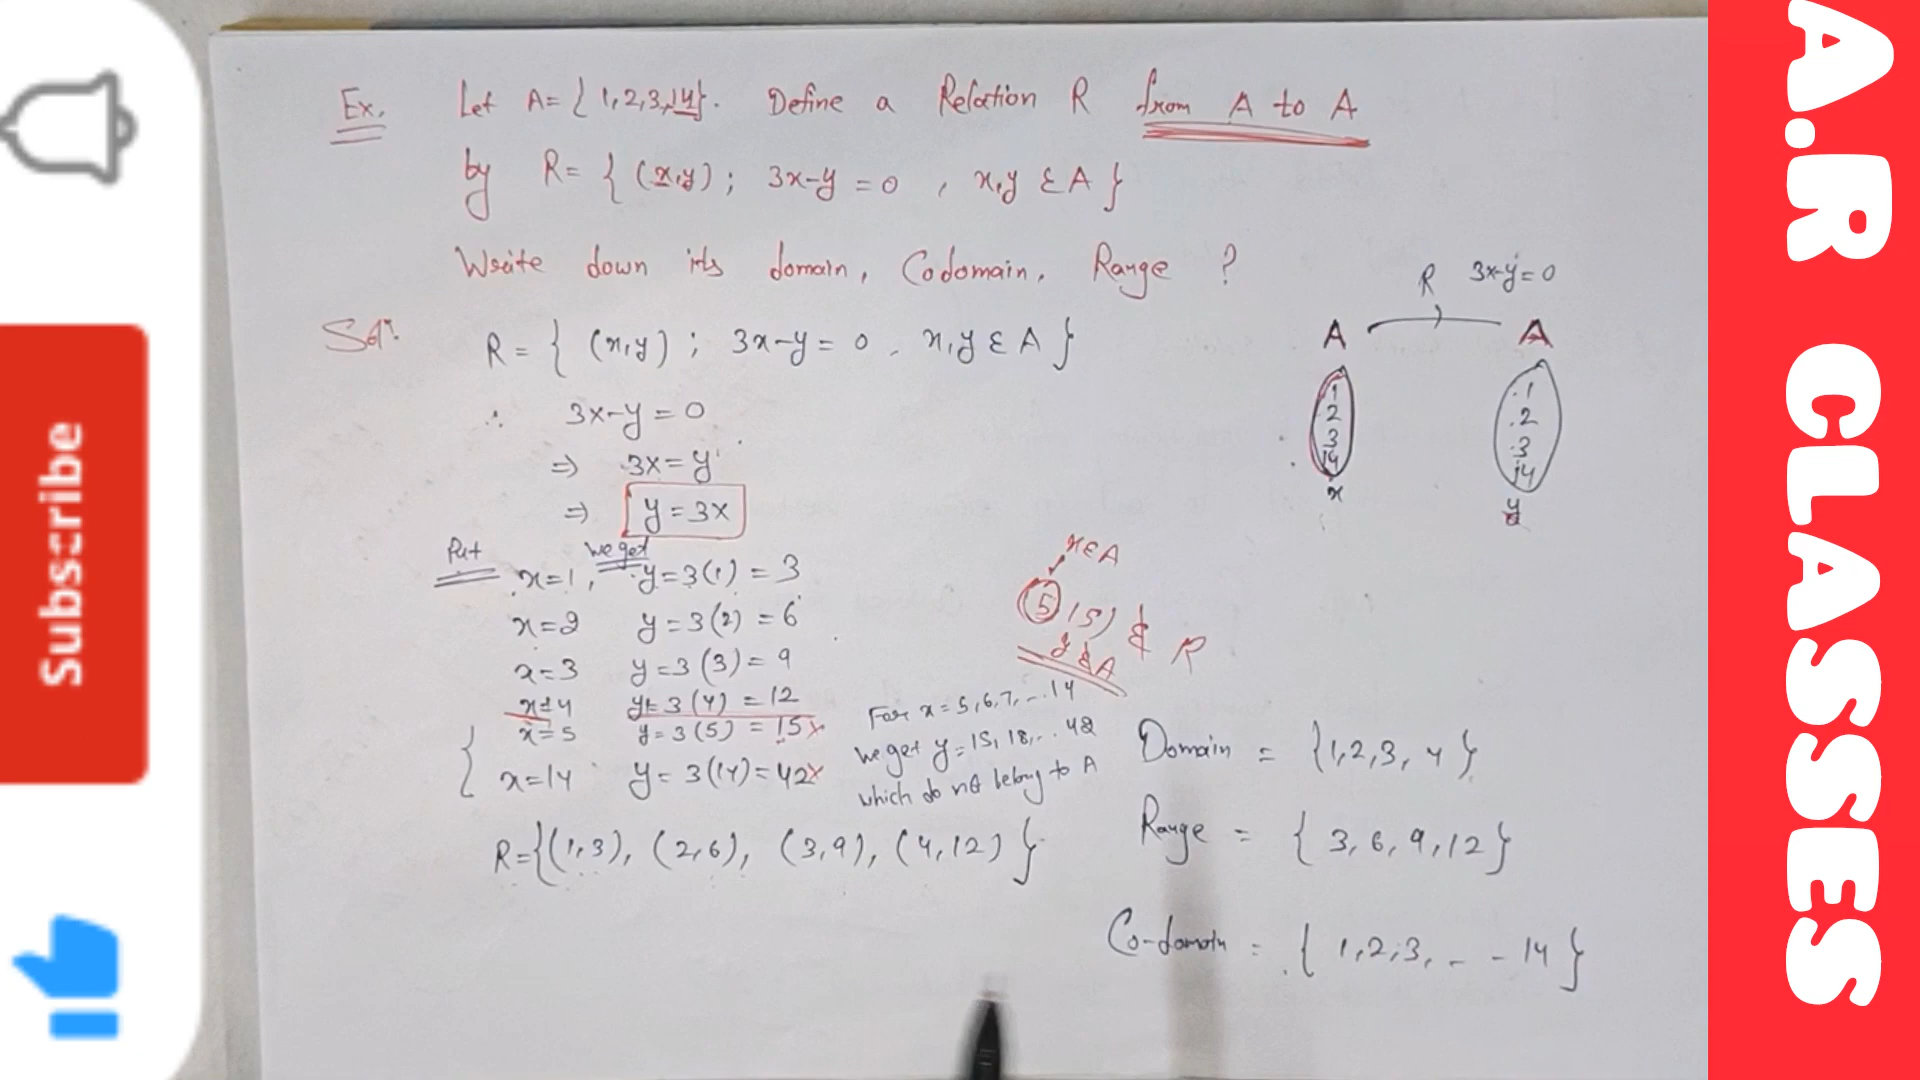 Ex. Let A = { 1,2,3,14}. Define a Relation R from A to A
by R = { (x,y) ; 3x-y = 0 , x,y ε A }
Write down its domain, Codomain, Range ?
Sol^n: R = { (x,y) ; 3x-y = 0 , x,y ε A }
∴ 3x-y = 0
⇒ 3x = y
⇒ y = 3x
Put we get
x=1, y=3(1) = 3
x=2 y=3(2) = 6
x=3 y=3(3) = 9
x=4 y=3(4) = 12
x=5 y=3(5) = 15x
x=14 y=3(14)=42x
R={(1,3), (2,6), (3,9), (4,12) }
For x=5,6,7,-..14
we get y=15,18,.. 42
which do not belong to A
R 3x-y=0
A A
1 .1
2 .2
3 .3
14 14
x y
x ε A
5
R
Domain = {1,2,3, 4 }
Range = { 3, 6, 9, 12 }
Co-domain = { 1,2,3, - - 14 }
Subscribe
A.R CLASSES